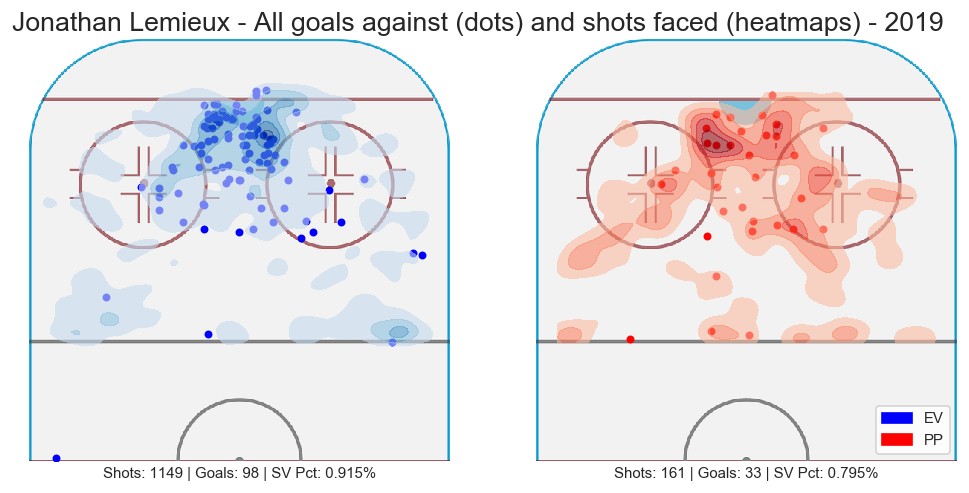 Jonathan Lemieux - All goals against (dots) and shots faced (heatmaps) - 2019
EV
PP
Shots: 1149 | Goals: 98 | SV Pct: 0.915%
Shots: 161 | Goals: 33 | SV Pct: 0.795%